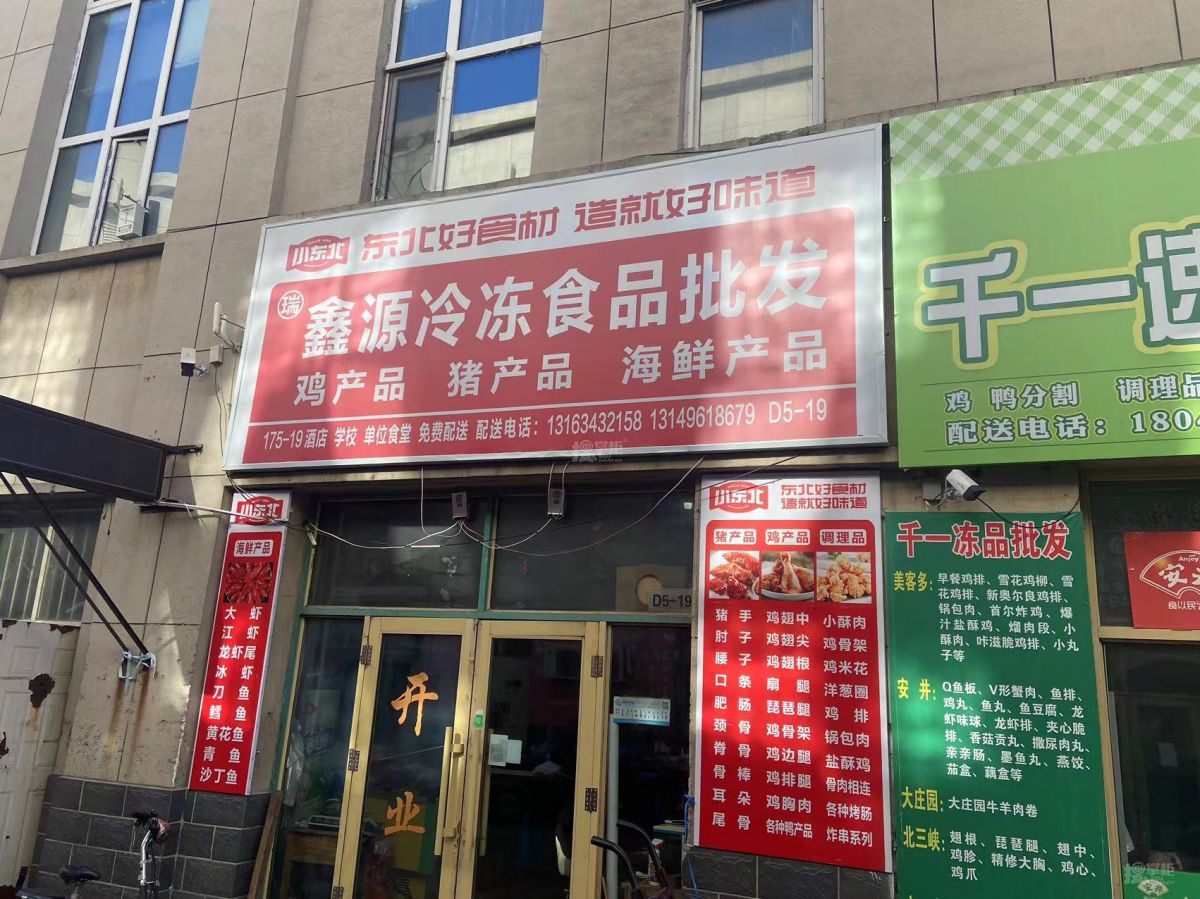 小东北
东北好食材 造就好味道
瑞
鑫源冷冻食品批发
鸡产品 猪产品 海鲜产品
175-19 酒店 学校 单位食堂 免费配送 配送电话：13163432158 13149618679 D5-19
千一
鸡 鸭分割 调理品
配送电话：
小东北
海鲜产品
大虾
江虾
龙虾尾
冰虾
刀鱼
鳕鱼
黄花鱼
青鱼
沙丁鱼
D5-19
开
业
小东北
东北好食材
造就好味道
猪产品 鸡产品 调理品
猪手 鸡翅中 小酥肉
肘子 鸡翅尖 鸡骨架
腰子 鸡翅根 鸡米花
口条 扇腿 洋葱圈
肥肠 琵琶腿 鸡排
颈骨 鸡骨架 锅包肉
脊骨 鸡边腿 盐酥鸡
骨棒 鸡排腿 骨肉相连
耳朵 鸡胸肉 各种烤肠
尾骨 各种鸭产品 炸串系列
千一冻品批发
美客多：早餐鸡排、雪花鸡柳、雪
花鸡排、新奥尔良鸡排、
锅包肉、首尔炸鸡、爆
汁盐酥鸡、熘肉段、小
酥肉、咔滋脆鸡排、小丸
子等
安井：Q鱼板、V形蟹肉、鱼排、
鸡丸、鱼丸、鱼豆腐、龙
虾味球、龙虾排、夹心脆
排、香菇贡丸、撒尿肉丸、
亲亲肠、墨鱼丸、燕饺、
茄盒、藕盒等
大庄园：大庄园牛羊肉卷
北三峡：翅根、琵琶腿、翅中、
鸡胗、精修大胸、鸡心、
鸡爪
Anjoy
安
食以民
搜掌柜